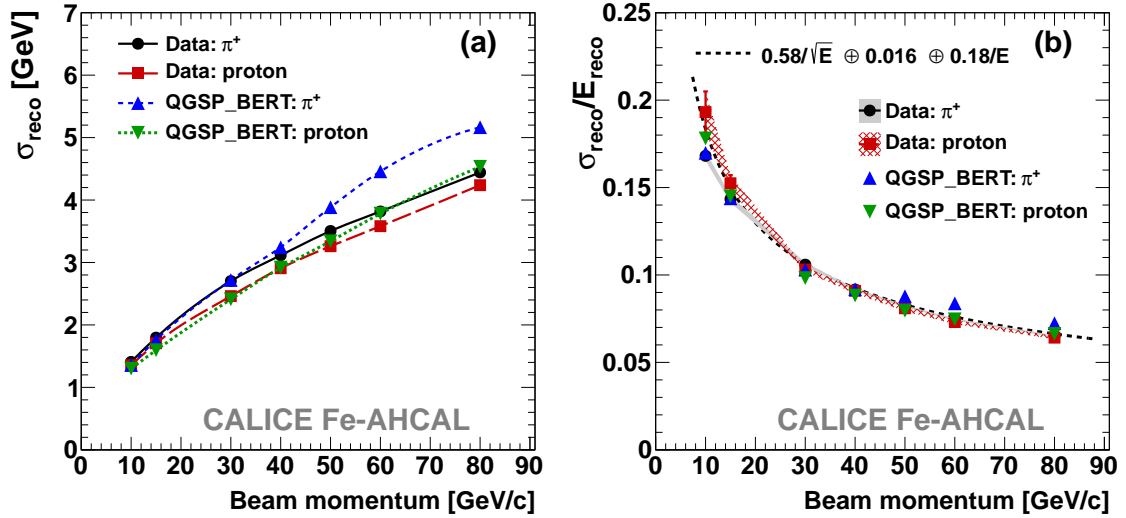 (a)
σreco [GeV]
7
6
5
4
3
2
1
0
Data: π+
Data: proton
QGSP_BERT: π+
QGSP_BERT: proton
CALICE Fe-AHCAL
0 10 20 30 40 50 60 70 80 90
Beam momentum [GeV/c]
(b)
σreco/Ereco
0.25
0.2
0.15
0.1
0.05
0
0.58/√E ⊕ 0.016 ⊕ 0.18/E
Data: π+
Data: proton
QGSP_BERT: π+
QGSP_BERT: proton
CALICE Fe-AHCAL
0 10 20 30 40 50 60 70 80 90
Beam momentum [GeV/c]